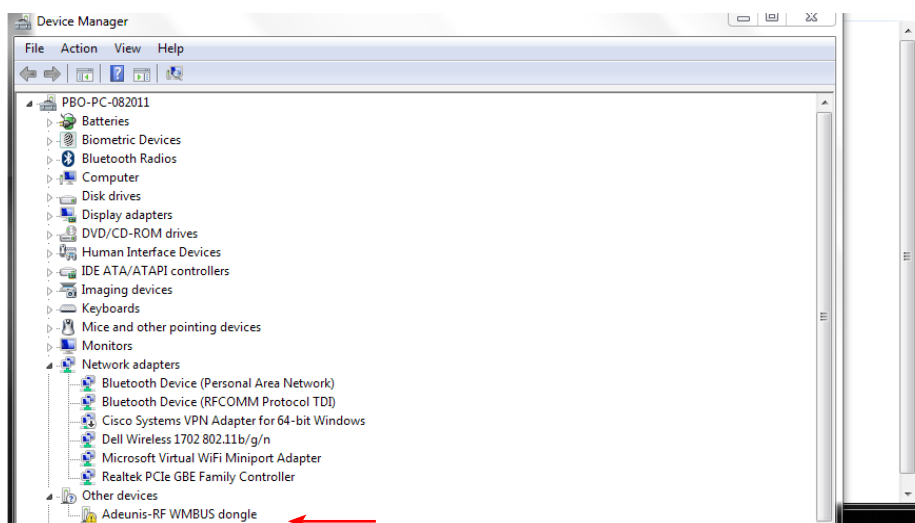 Device Manager
File Action View Help
PBO-PC-082011
Batteries
Biometric Devices
Bluetooth Radios
Computer
Disk drives
Display adapters
DVD/CD-ROM drives
Human Interface Devices
IDE ATA/ATAPI controllers
Imaging devices
Keyboards
Mice and other pointing devices
Monitors
Network adapters
Bluetooth Device (Personal Area Network)
Bluetooth Device (RFCOMM Protocol TDI)
Cisco Systems VPN Adapter for 64-bit Windows
Dell Wireless 1702 802.11b/g/n
Microsoft Virtual WiFi Miniport Adapter
Realtek PCIe GBE Family Controller
Other devices
Adeunis-RF WMBUS dongle